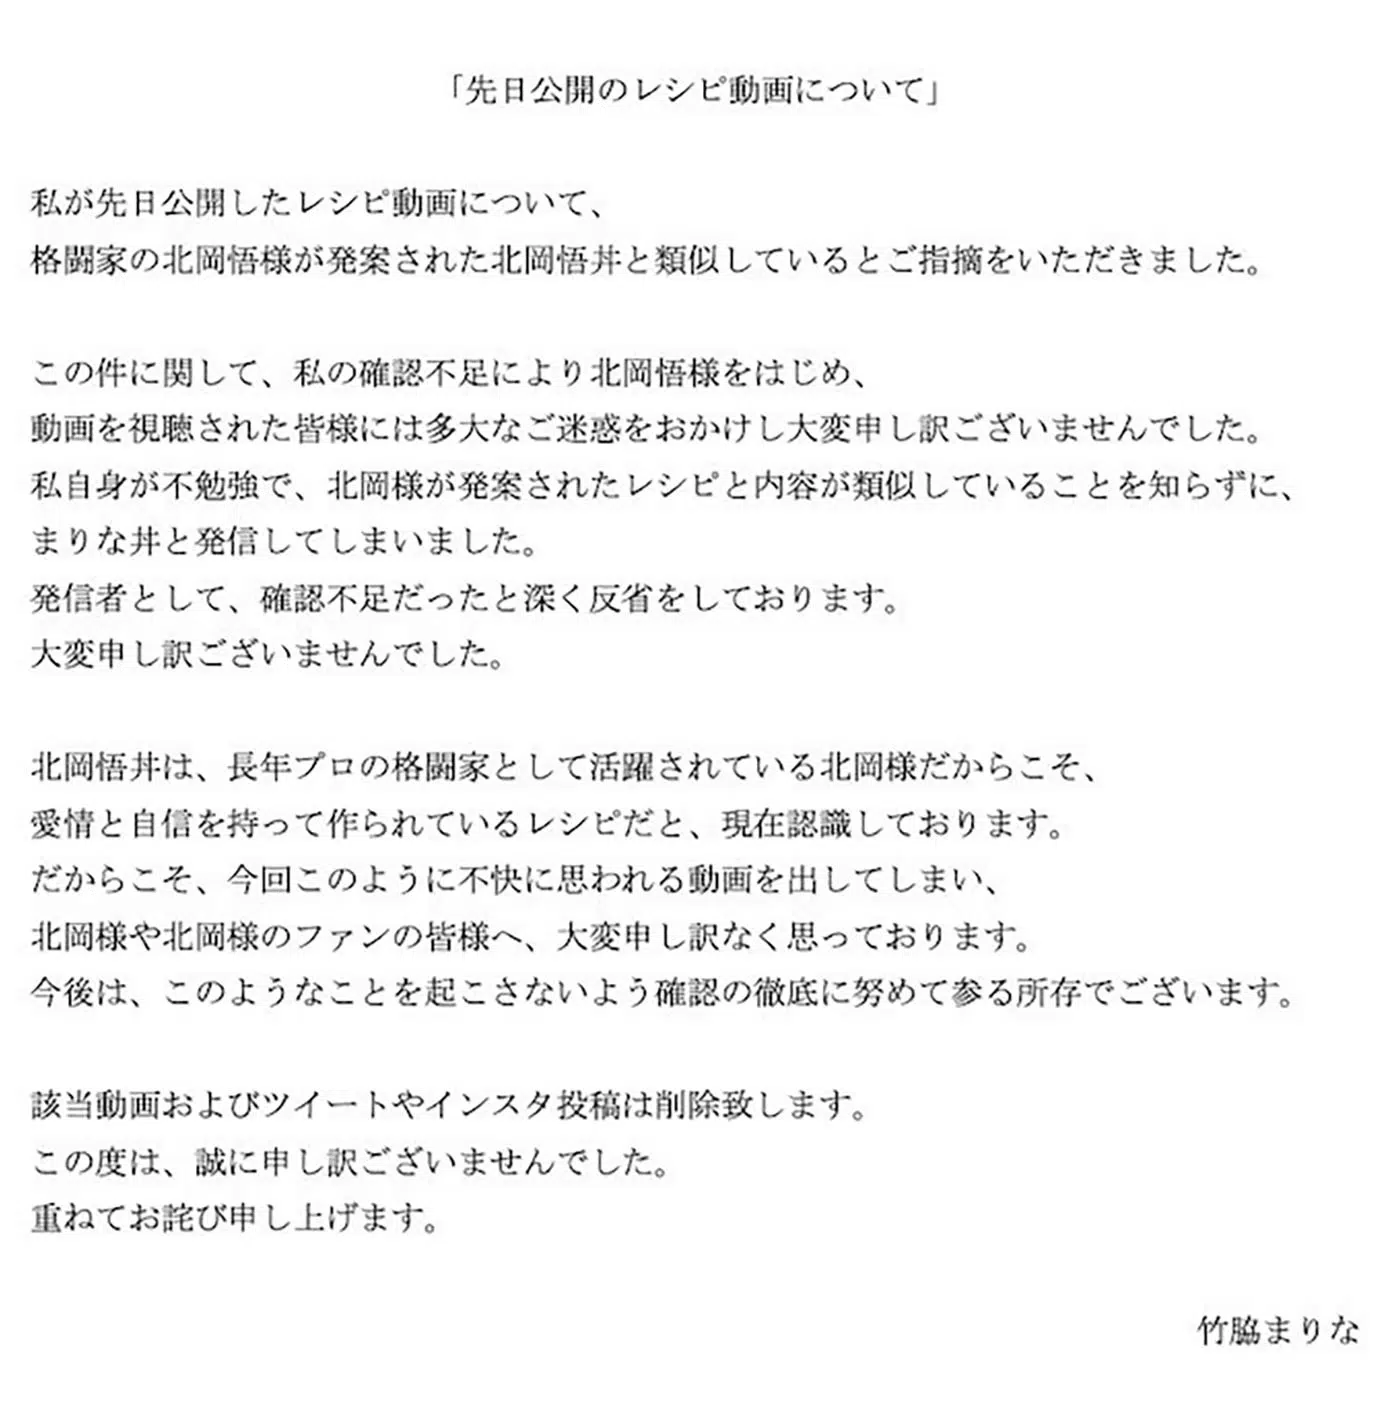 「先日公開のレシピ動画について」
私が先日公開したレシピ動画について、
格闘家の北岡悟様が発案された北岡悟丼と類似しているとご指摘をいただきました。
この件に関して、私の確認不足により北岡悟様をはじめ、
動画を視聴された皆様には多大なご迷惑をおかけし大変申し訳ございませんでした。
私自身が不勉強で、北岡様が発案されたレシピと内容が類似していることを知らずに、
まりな丼と発信してしまいました。
発信者として、確認不足だったと深く反省をしております。
大変申し訳ございませんでした。
北岡悟丼は、長年プロの格闘家として活躍されている北岡様だからこそ、
愛情と自信を持って作られているレシピだと、現在認識しております。
だからこそ、今回このように不快に思われる動画を出してしまい、
北岡様や北岡様のファンの皆様へ、大変申し訳なく思っております。
今後は、このようなことを起こさないよう確認の徹底に努めて参る所存でございます。
該当動画およびツイートやインスタ投稿は削除致します。
この度は、誠に申し訳ございませんでした。
重ねてお詫び申し上げます。
竹脇まりな